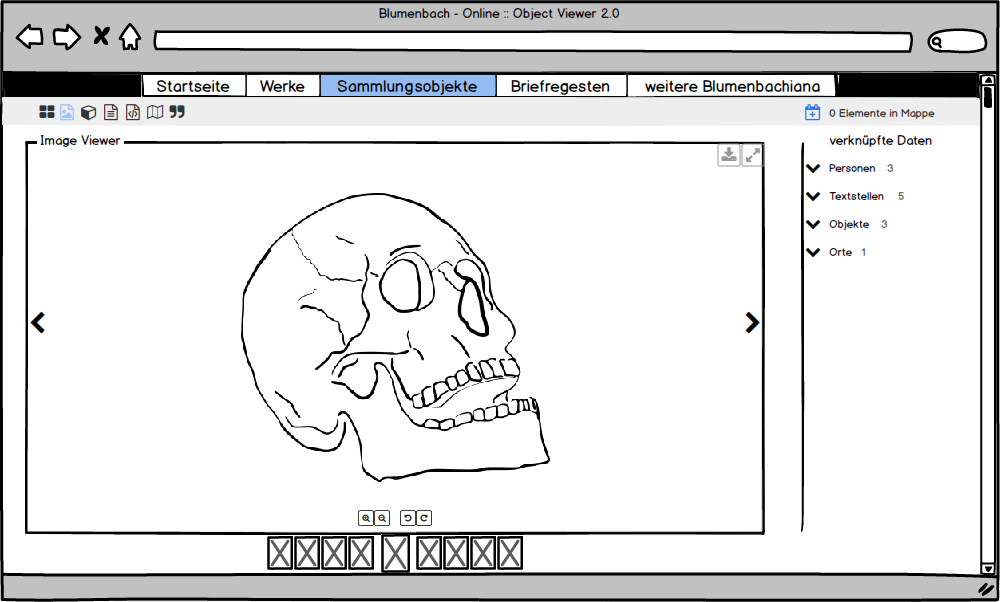 Blumenbach - Online :: Object Viewer 2.0
Startseite Werke Sammlungsobjekte Briefregesten weitere Blumenbachiana
0 Elemente in Mappe
Image Viewer
verknüpfte Daten
Personen 3
Textstellen 5
Objekte 3
Orte 1